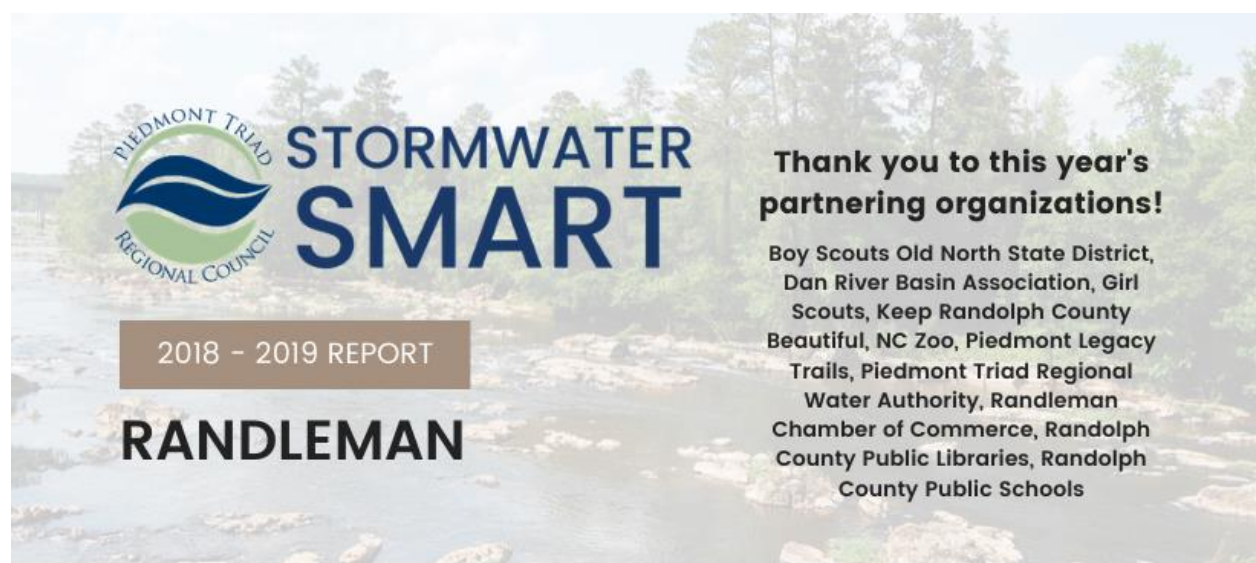 PIEDMONT TRIAD
REGIONAL COUNCIL
STORMWATER
SMART
2018 - 2019 REPORT
RANDLEMAN
Thank you to this year's
partnering organizations!
Boy Scouts Old North State District,
Dan River Basin Association, Girl
Scouts, Keep Randolph County
Beautiful, NC Zoo, Piedmont Legacy
Trails, Piedmont Triad Regional
Water Authority, Randleman
Chamber of Commerce, Randolph
County Public Libraries, Randolph
County Public Schools